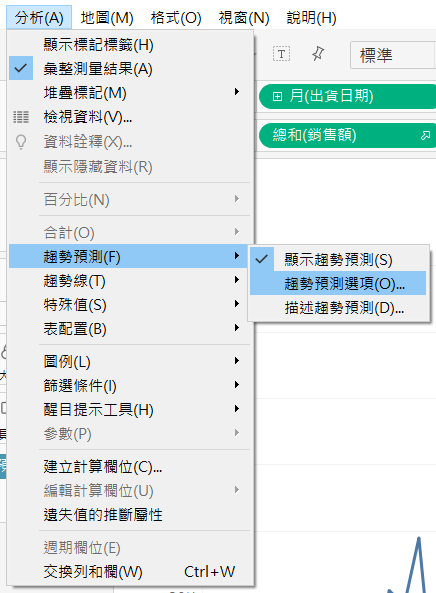 分析(A) 地圖(M) 格式(O) 視窗(N) 說明(H)
顯示標記標籤(H)
彙整測量結果(A)
堆疊標記(M)
檢視資料(V)...
資料詮釋(X)...
顯示隱藏資料(R)
百分比(N)
合計(O)
趨勢預測(F)
趨勢線(T)
特殊值(S)
表配置(B)
圖例(L)
篩選條件(I)
醒目提示工具(H)
參數(P)
建立計算欄位(C)...
編輯計算欄位(U)
遺失值的推斷屬性
週期欄位(E)
交換列和欄(W) Ctrl+W
顯示趨勢預測(S)
趨勢預測選項(O)...
描述趨勢預測(D)...
T
標準
月(出貨日期)
總和(銷售額)